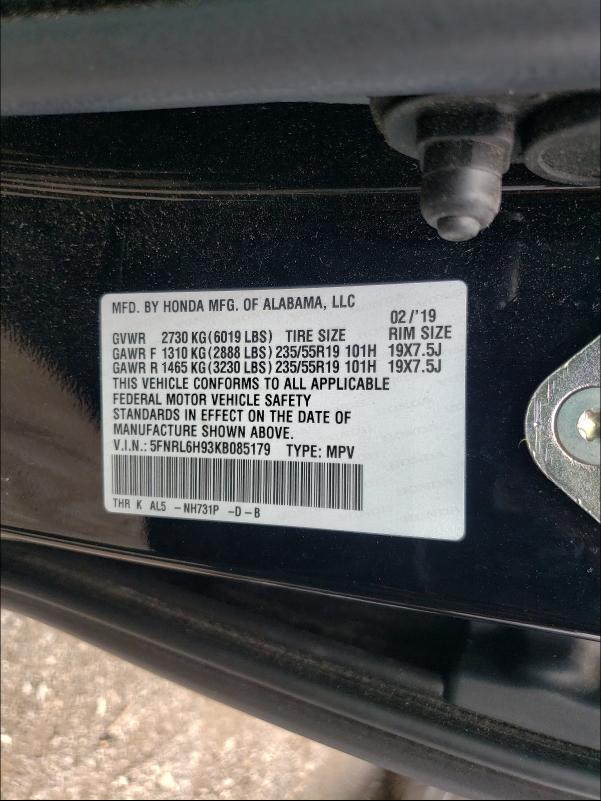 MFD. BY HONDA MFG. OF ALABAMA, LLC
02/'19
GVWR 2730 KG(6019 LBS) TIRE SIZE RIM SIZE
GAWR F 1310 KG(2888 LBS) 235/55R19 101H 19X7.5J
GAWR R 1465 KG(3230 LBS) 235/55R19 101H 19X7.5J
THIS VEHICLE CONFORMS TO ALL APPLICABLE
FEDERAL MOTOR VEHICLE SAFETY
STANDARDS IN EFFECT ON THE DATE OF
MANUFACTURE SHOWN ABOVE.
V.I.N.: 5FNRL6H93KB085179 TYPE: MPV
THR K AL5 -NH731P -D-B